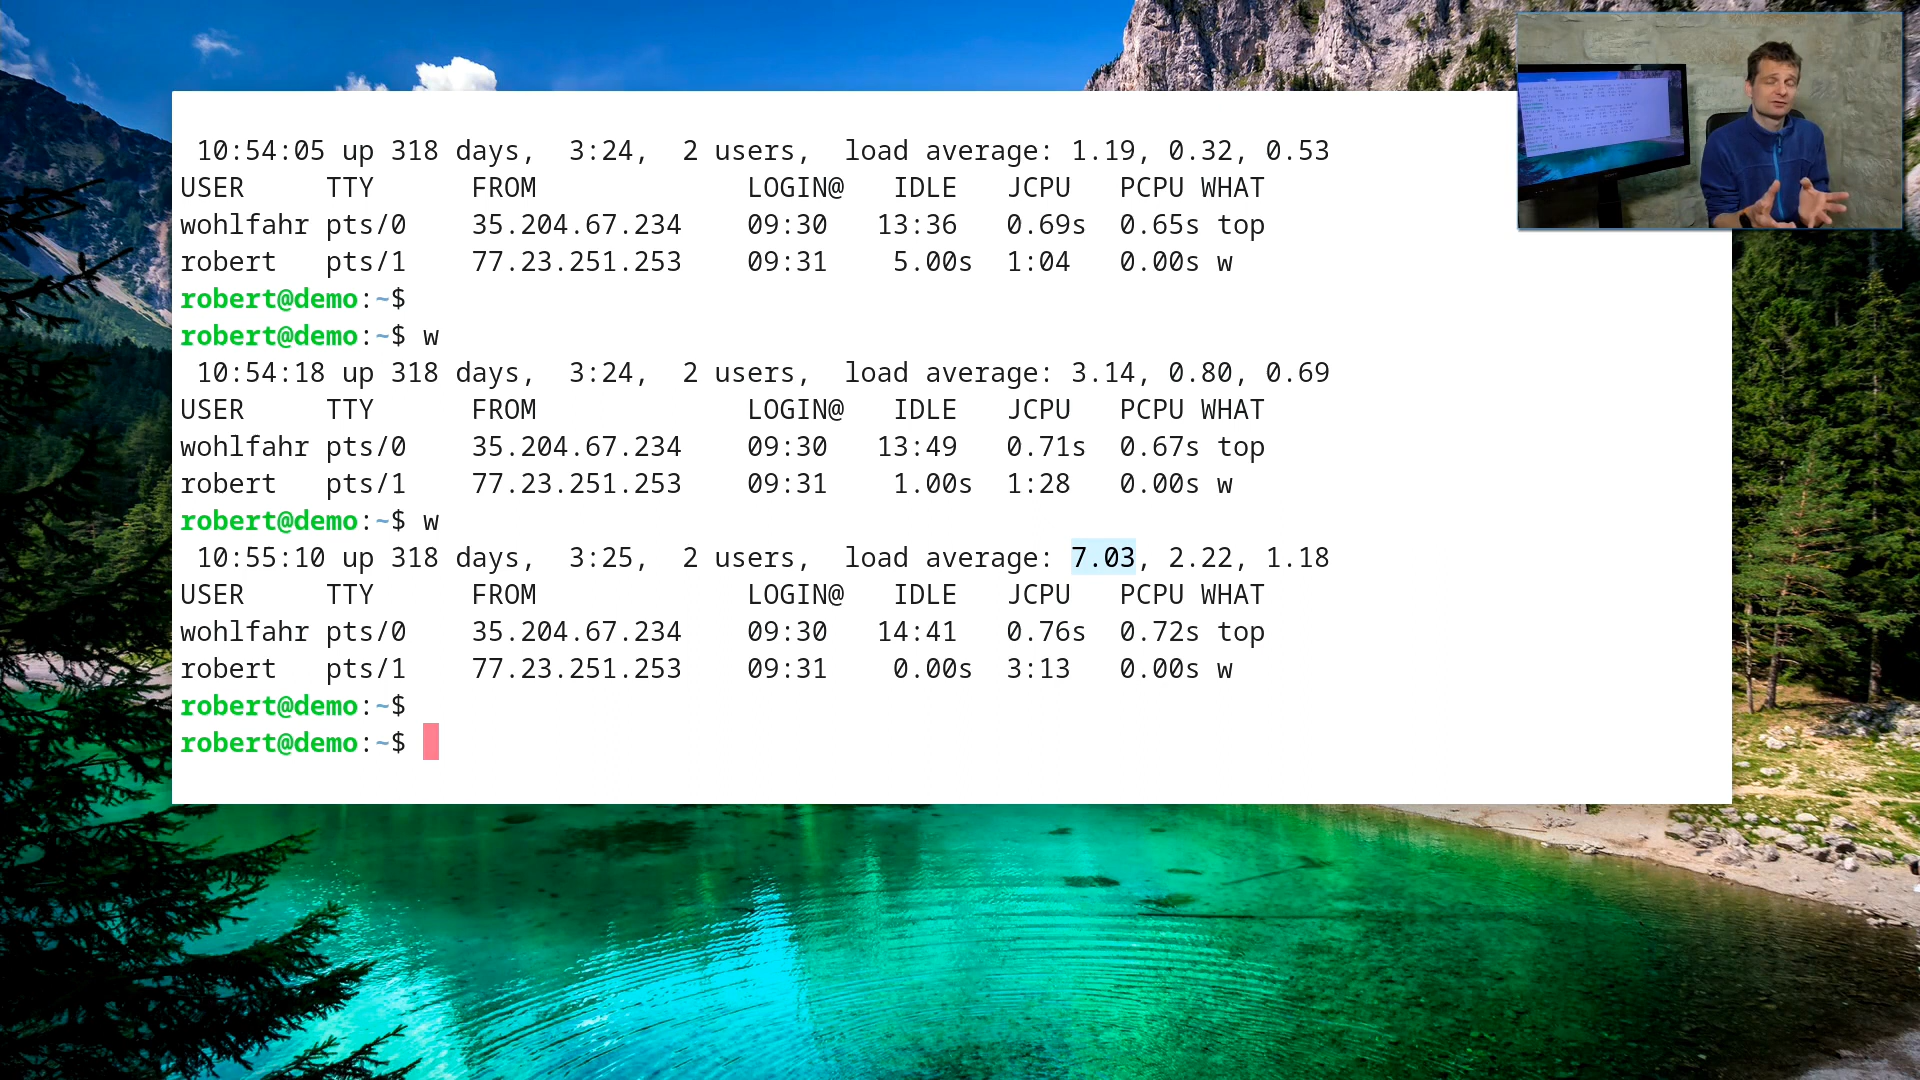 10:54:05 up 318 days,  3:24,  2 users,  load average: 1.19, 0.32, 0.53
USER     TTY      FROM             LOGIN@   IDLE   JCPU   PCPU WHAT
wohlfahr pts/0    35.204.67.234    09:30   13:36   0.69s  0.65s top
robert   pts/1    77.23.251.253    09:31    5.00s  1:04   0.00s w
robert@demo:~$
robert@demo:~$ w
10:54:18 up 318 days,  3:24,  2 users,  load average: 3.14, 0.80, 0.69
USER     TTY      FROM             LOGIN@   IDLE   JCPU   PCPU WHAT
wohlfahr pts/0    35.204.67.234    09:30   13:49   0.71s  0.67s top
robert   pts/1    77.23.251.253    09:31    1.00s  1:28   0.00s w
robert@demo:~$ w
10:55:10 up 318 days,  3:25,  2 users,  load average: 7.03, 2.22, 1.18
USER     TTY      FROM             LOGIN@   IDLE   JCPU   PCPU WHAT
wohlfahr pts/0    35.204.67.234    09:30   14:41   0.76s  0.72s top
robert   pts/1    77.23.251.253    09:31    0.00s  3:13   0.00s w
robert@demo:~$
robert@demo:~$